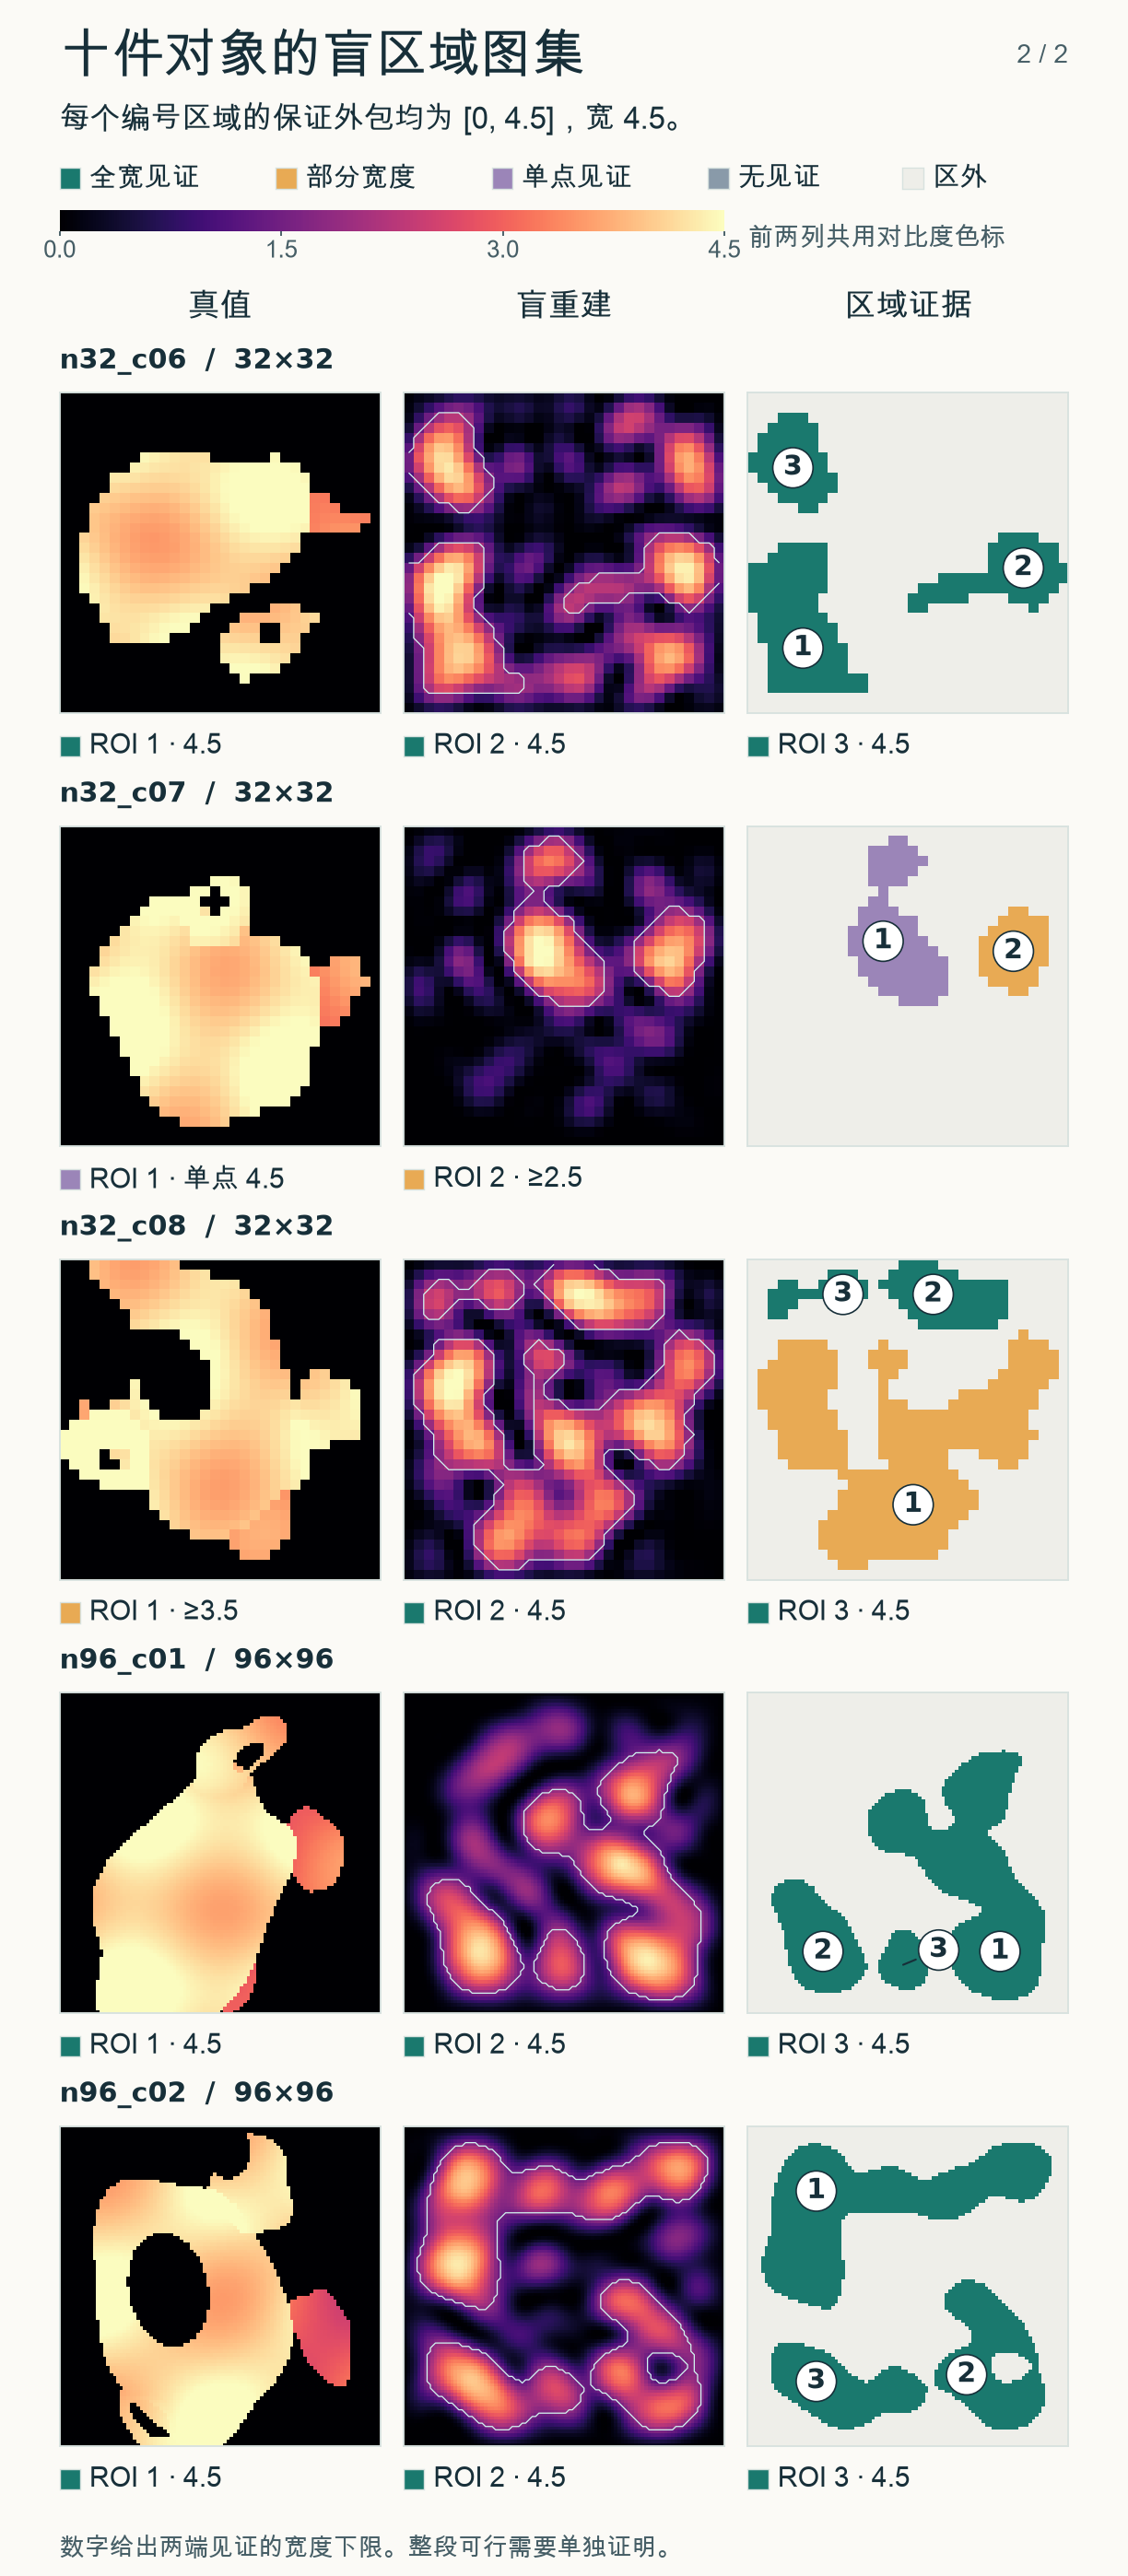 十件对象的盲区域图集
2 / 2
每个编号区域的保证外包均为 [0, 4.5]，宽 4.5。
全宽见证 部分宽度 单点见证 无见证 区外
0.0 1.5 3.0 4.5 前两列共用对比度色标
真值 盲重建 区域证据
n32_c06 / 32×32
3
2
1
ROI 1 · 4.5 ROI 2 · 4.5 ROI 3 · 4.5
n32_c07 / 32×32
1
2
ROI 1 · 单点 4.5 ROI 2 · ≥2.5
n32_c08 / 32×32
3 2
1
ROI 1 · ≥3.5 ROI 2 · 4.5 ROI 3 · 4.5
n96_c01 / 96×96
2 3 1
ROI 1 · 4.5 ROI 2 · 4.5 ROI 3 · 4.5
n96_c02 / 96×96
1
3 2
ROI 1 · 4.5 ROI 2 · 4.5 ROI 3 · 4.5
数字给出两端见证的宽度下限。整段可行需要单独证明。